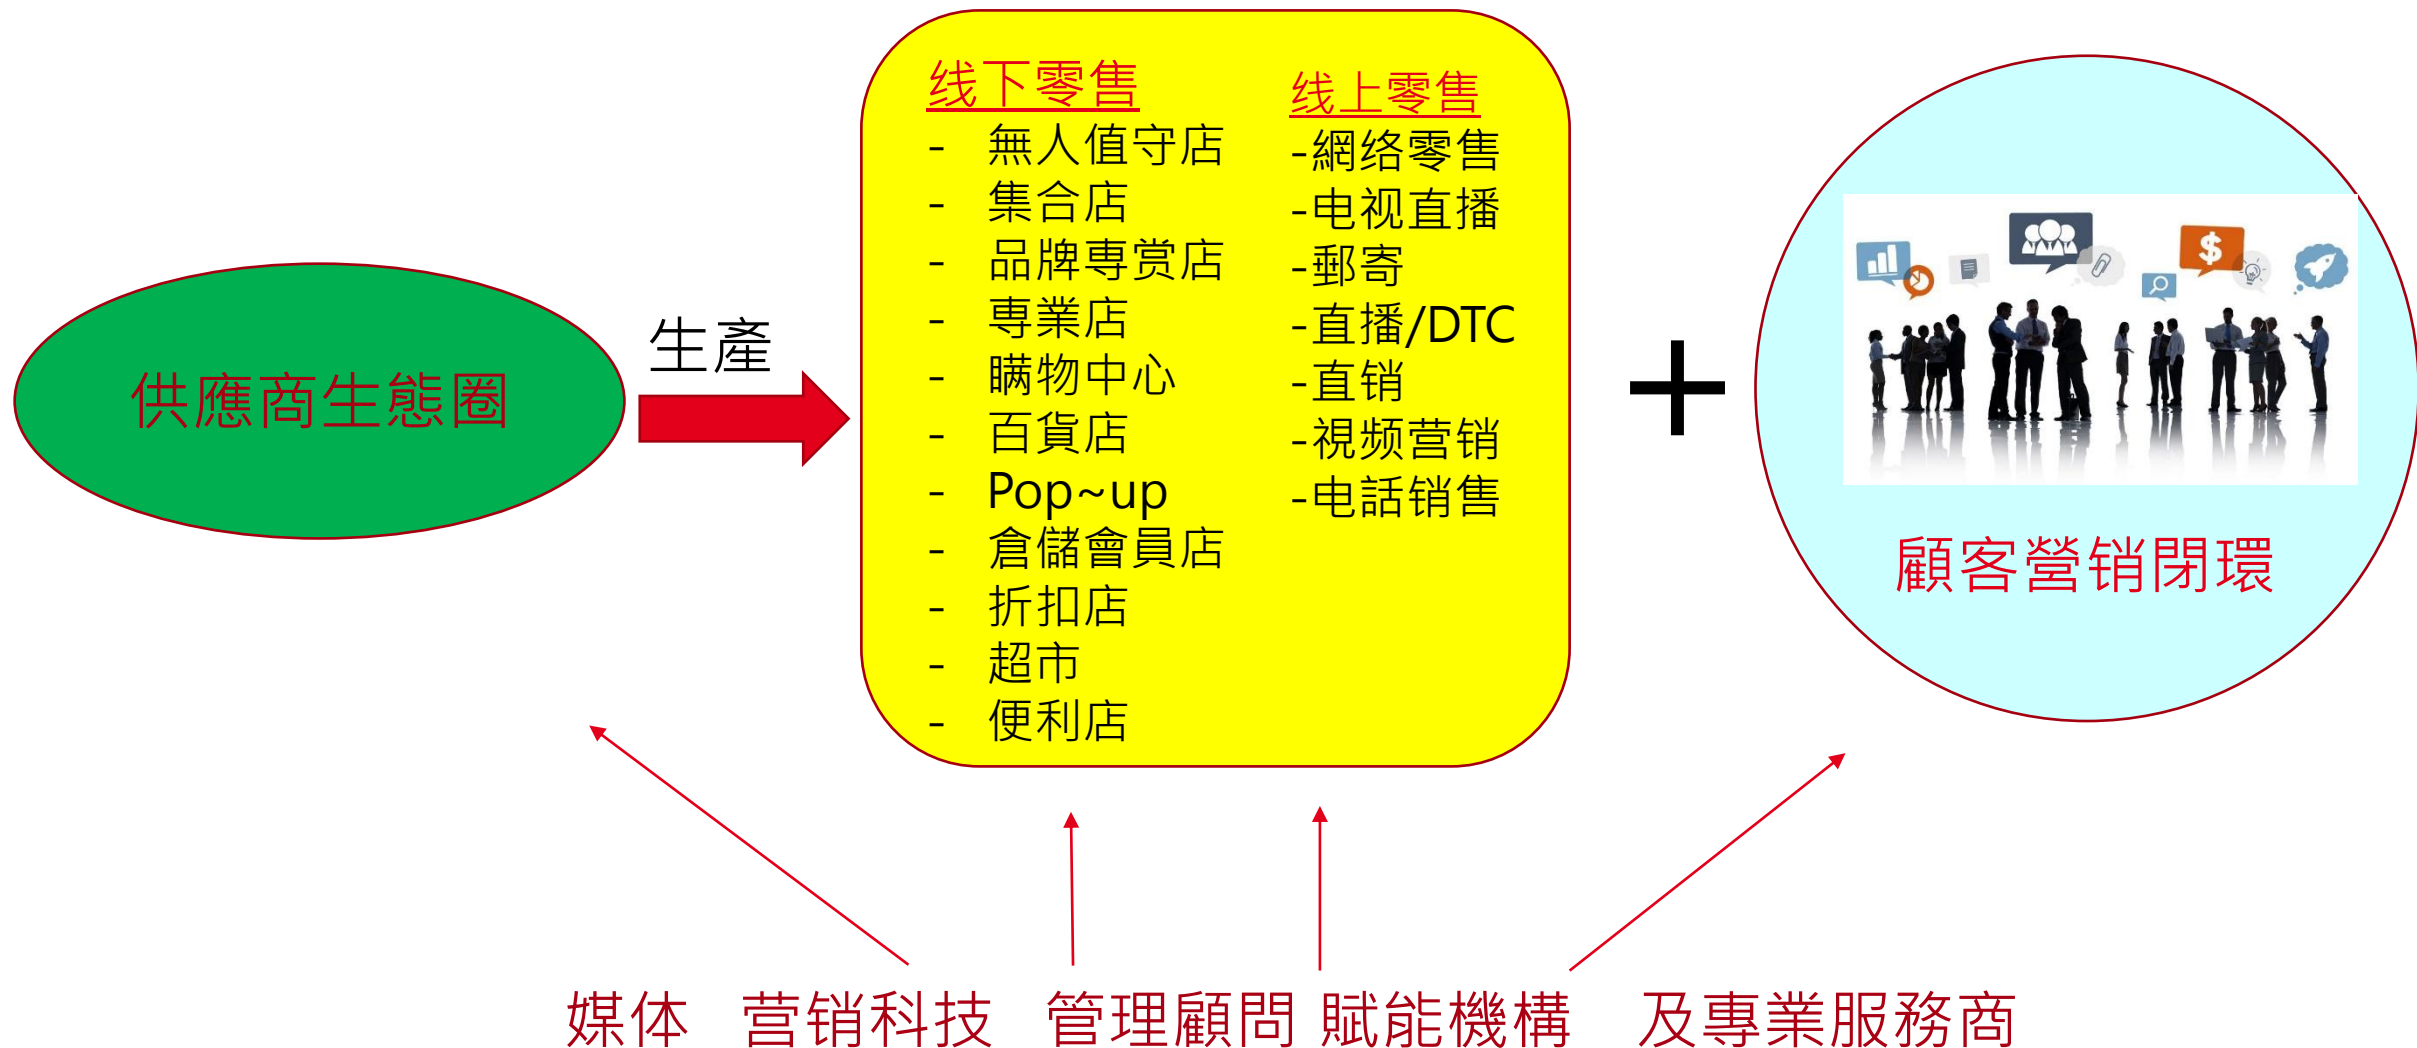 供應商生態圈
生產
线下零售
- 無人值守店
- 集合店
- 品牌専赏店
- 専業店
- 購物中心
- 百貨店
- Pop~up
- 倉儲會員店
- 折扣店
- 超市
- 便利店
线上零售
-網络零售
-电视直播
-郵寄
-直播/DTC
-直销
-視频营销
-电話销售
+
$
顧客營销閉環
媒体 营销科技 管理顧問 賦能機構 及專業服務商